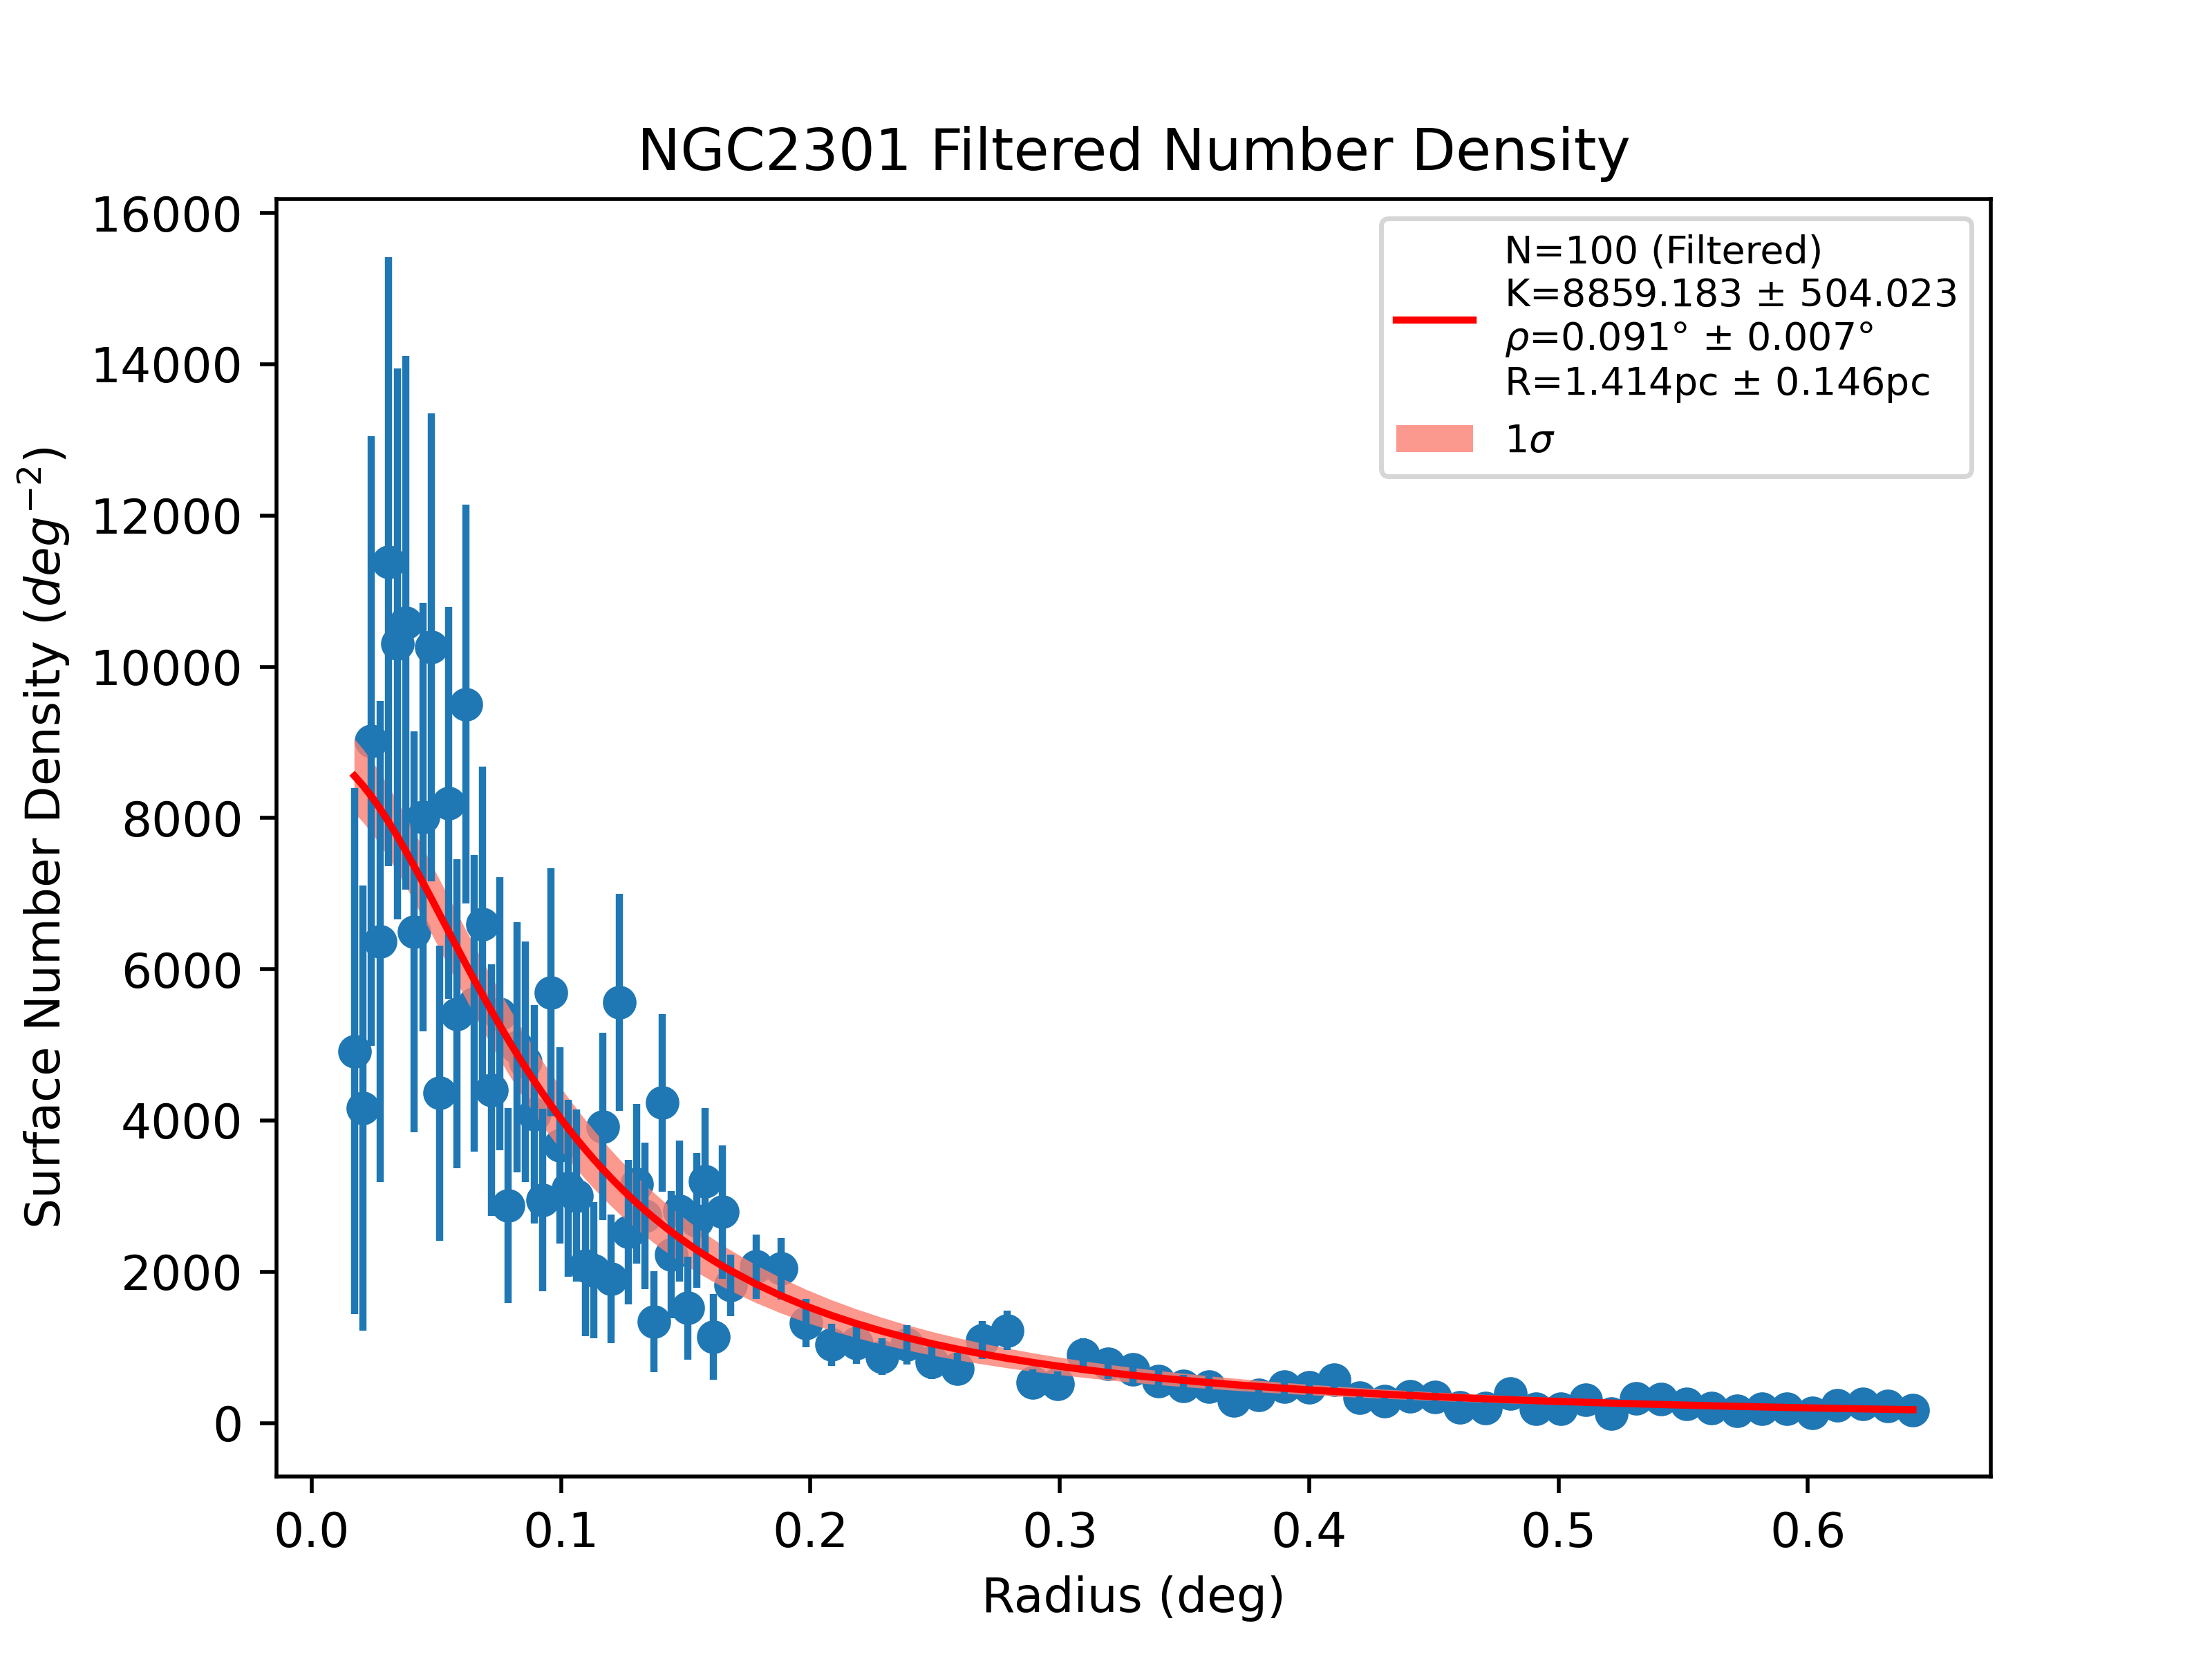 NGC2301 Filtered Number Density
16000
14000
12000
10000
8000
6000
4000
2000
0
Surface Number Density (deg⁻²)
N=100 (Filtered)
K=8859.183 ± 504.023
ρ=0.091° ± 0.007°
R=1.414pc ± 0.146pc
1σ
0.0 0.1 0.2 0.3 0.4 0.5 0.6
Radius (deg)